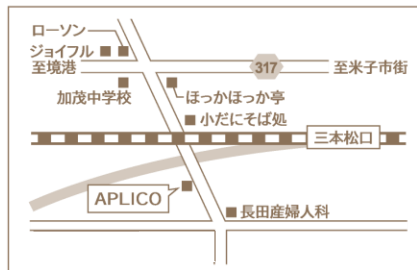 ローソン
ジョイフル
至境港
317
至米子市街
加茂中学校
ほっかほっか亭
小だにそば処
三本松口
APLICO
長田産婦人科